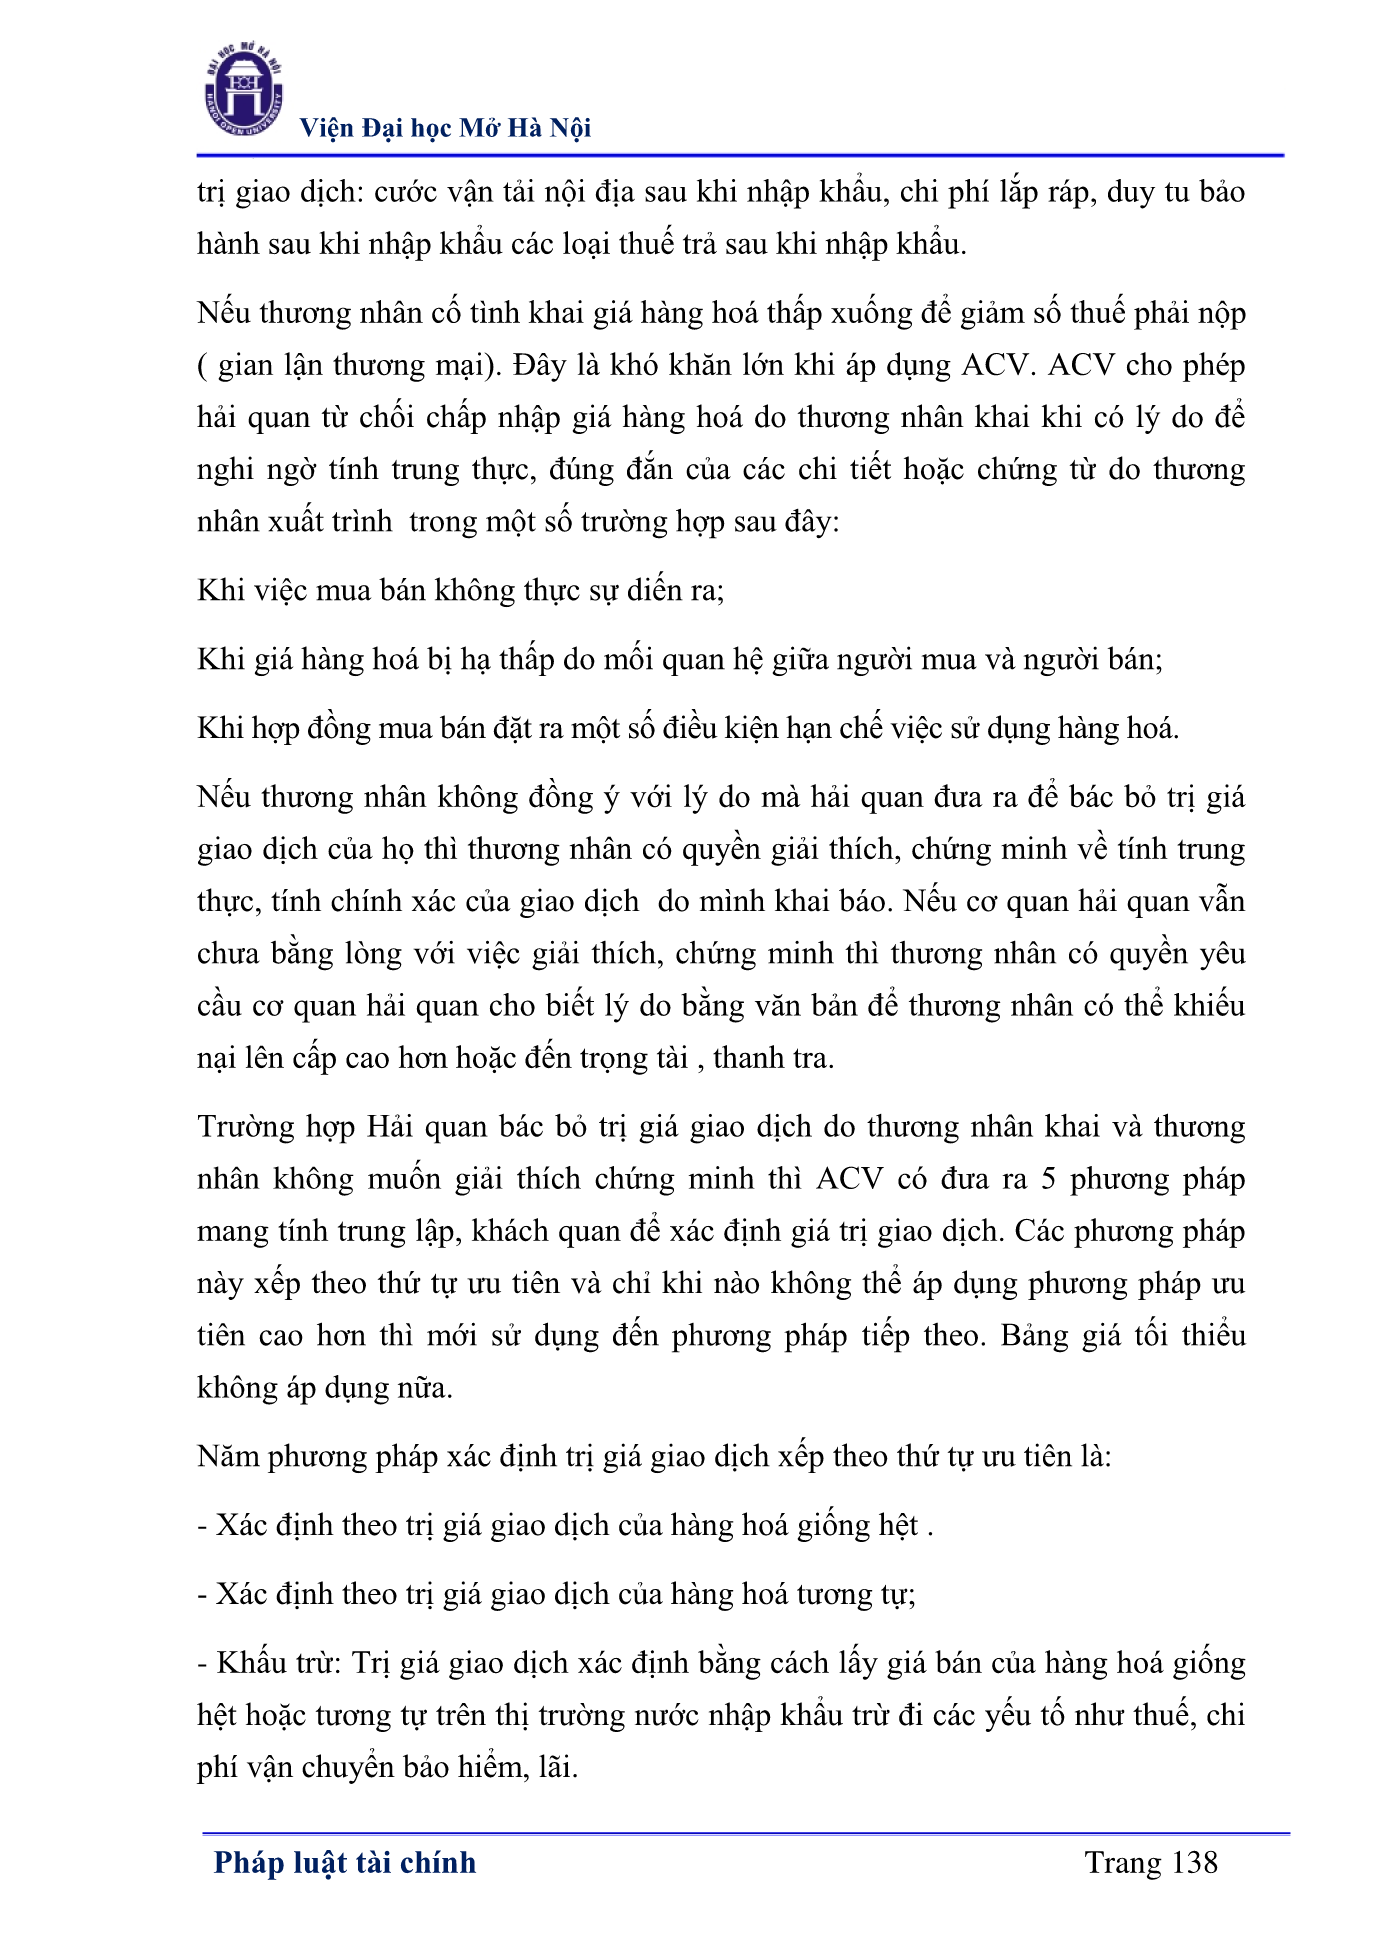 ĐẠI HỌC MỞ HÀ NỘI
HANOI OPEN UNIVERSITY
Viện Đại học Mở Hà Nội
trị giao dịch: cước vận tải nội địa sau khi nhập khẩu, chi phí lắp ráp, duy tu bảo
hành sau khi nhập khẩu các loại thuế trả sau khi nhập khẩu.
Nếu thương nhân cố tình khai giá hàng hoá thấp xuống để giảm số thuế phải nộp
( gian lận thương mại). Đây là khó khăn lớn khi áp dụng ACV. ACV cho phép
hải quan từ chối chấp nhập giá hàng hoá do thương nhân khai khi có lý do để
nghi ngờ tính trung thực, đúng đắn của các chi tiết hoặc chứng từ do thương
nhân xuất trình  trong một số trường hợp sau đây:
Khi việc mua bán không thực sự diến ra;
Khi giá hàng hoá bị hạ thấp do mối quan hệ giữa người mua và người bán;
Khi hợp đồng mua bán đặt ra một số điều kiện hạn chế việc sử dụng hàng hoá.
Nếu thương nhân không đồng ý với lý do mà hải quan đưa ra để bác bỏ trị giá
giao dịch của họ thì thương nhân có quyền giải thích, chứng minh về tính trung
thực, tính chính xác của giao dịch  do mình khai báo. Nếu cơ quan hải quan vẫn
chưa bằng lòng với việc giải thích, chứng minh thì thương nhân có quyền yêu
cầu cơ quan hải quan cho biết lý do bằng văn bản để thương nhân có thể khiếu
nại lên cấp cao hơn hoặc đến trọng tài , thanh tra.
Trường hợp Hải quan bác bỏ trị giá giao dịch do thương nhân khai và thương
nhân không muốn giải thích chứng minh thì ACV có đưa ra 5 phương pháp
mang tính trung lập, khách quan để xác định giá trị giao dịch. Các phương pháp
này xếp theo thứ tự ưu tiên và chỉ khi nào không thể áp dụng phương pháp ưu
tiên cao hơn thì mới sử dụng đến phương pháp tiếp theo. Bảng giá tối thiểu
không áp dụng nữa.
Năm phương pháp xác định trị giá giao dịch xếp theo thứ tự ưu tiên là:
- Xác định theo trị giá giao dịch của hàng hoá giống hệt .
- Xác định theo trị giá giao dịch của hàng hoá tương tự;
- Khấu trừ: Trị giá giao dịch xác định bằng cách lấy giá bán của hàng hoá giống
hệt hoặc tương tự trên thị trường nước nhập khẩu trừ đi các yếu tố như thuế, chi
phí vận chuyển bảo hiểm, lãi.
Pháp luật tài chính Trang 138